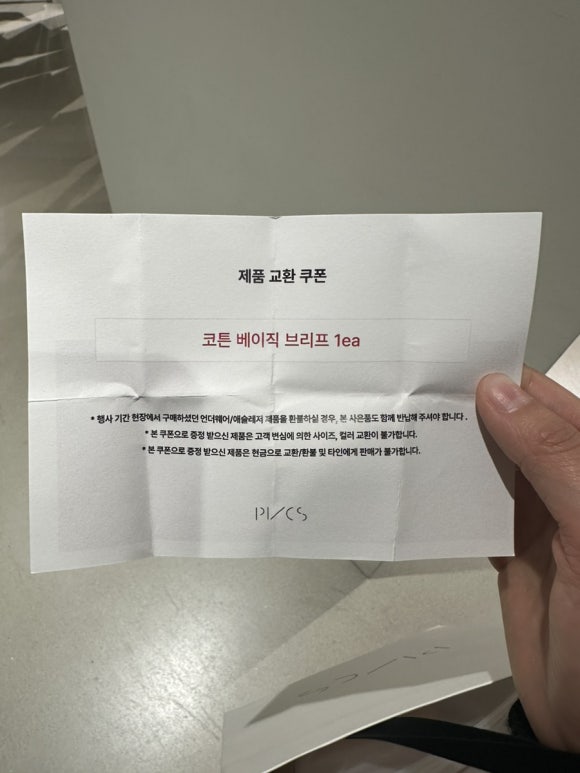 제품 교환 쿠폰
코튼 베이직 브리프 1ea
* 행사 기간 현장에서 구매하셨던 언더웨어/애슬레저 제품을 환불하실 경우, 본 사은품도 함께 반납해 주셔야 합니다.
* 본 쿠폰으로 증정 받으신 제품은 고객 변심에 의한 사이즈, 컬러 교환이 불가합니다.
* 본 쿠폰으로 증정 받으신 제품은 현금으로 교환/환불 및 타인에게 판매가 불가합니다.